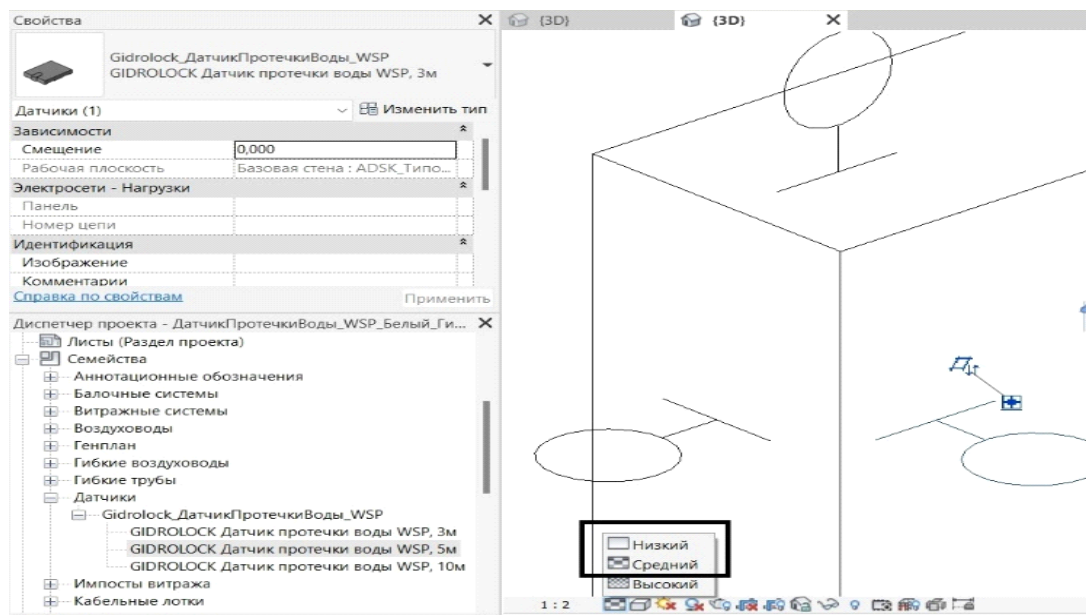 Свойства
Gidrolock_ДатчикПротечкиВоды_WSP
GIDROLOCK Датчик протечки воды WSP, 3м
Датчики (1)
Изменить тип
Зависимости
Смещение 0,000
Рабочая плоскость Базовая стена : ADSK_Типо...
Электросети - Нагрузки
Панель
Номер цепи
Идентификация
Изображение
Комментарии
Справка по свойствам
Применить
Диспетчер проекта - ДатчикПротечкиВоды_WSP_Белый_Ги...
Листы (Раздел проекта)
Семейства
Аннотационные обозначения
Балочные системы
Витражные системы
Воздуховоды
Генплан
Гибкие воздуховоды
Гибкие трубы
Датчики
Gidrolock_ДатчикПротечкиВоды_WSP
GIDROLOCK Датчик протечки воды WSP, 3м
GIDROLOCK Датчик протечки воды WSP, 5м
GIDROLOCK Датчик протечки воды WSP, 10м
Импосты витража
Кабельные лотки
{3D}
{3D}
Низкий
Средний
Высокий
1 : 2